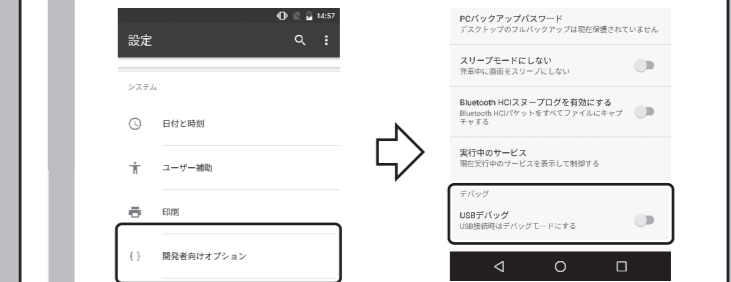 14:57
設定
システム
日付と時刻
ユーザー補助
印刷
{ } 開発者向けオプション
PCバックアップパスワード
デスクトップのフルバックアップは現在保護されていません
スリープモードにしない
充電中に画面をスリープにしない
Bluetooth HCIスヌープログを有効にする
Bluetooth HCIパケットをすべてファイルにキャプ
チャする
実行中のサービス
現在実行中のサービスを表示して制御する
デバッグ
USBデバッグ
USB接続時はデバッグモードにする